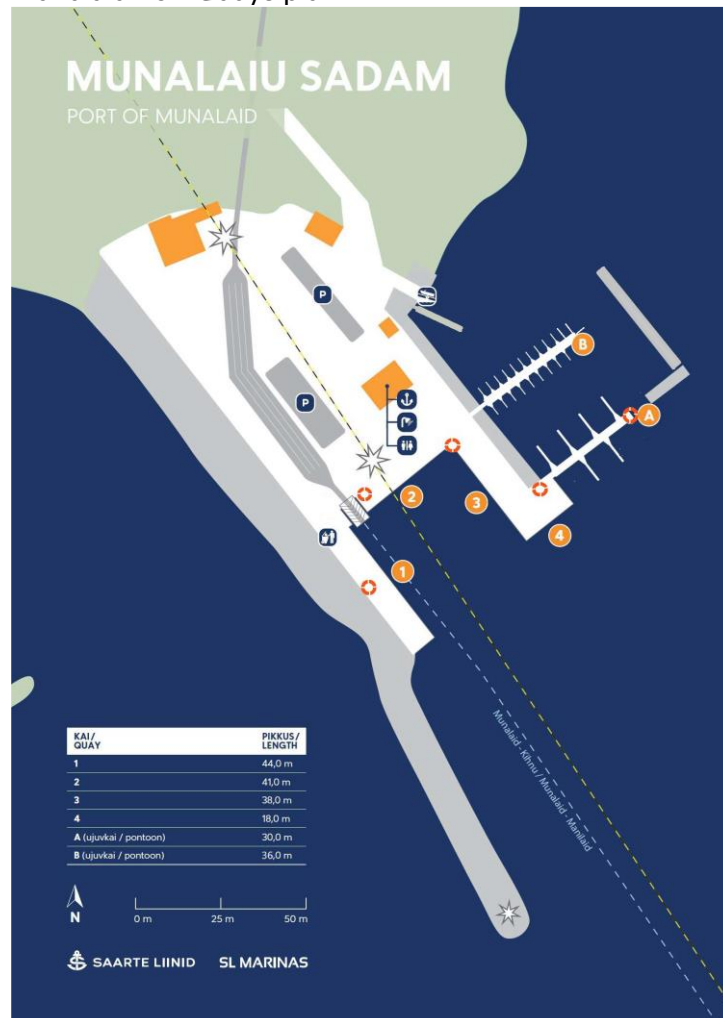 MUNALAIU SADAM
PORT OF MUNALAID
P
P
B
A
2
3
4
1
Munalaid - Kihnu / Munalaid - Manilaid
KAI/ QUAY PIKKUS/ LENGTH
1 44,0 m
2 41,0 m
3 38,0 m
4 18,0 m
A (ujuvkai / pontoon) 30,0 m
B (ujuvkai / pontoon) 36,0 m
N
0 m 25 m 50 m
SAARTE LIINID SL MARINAS